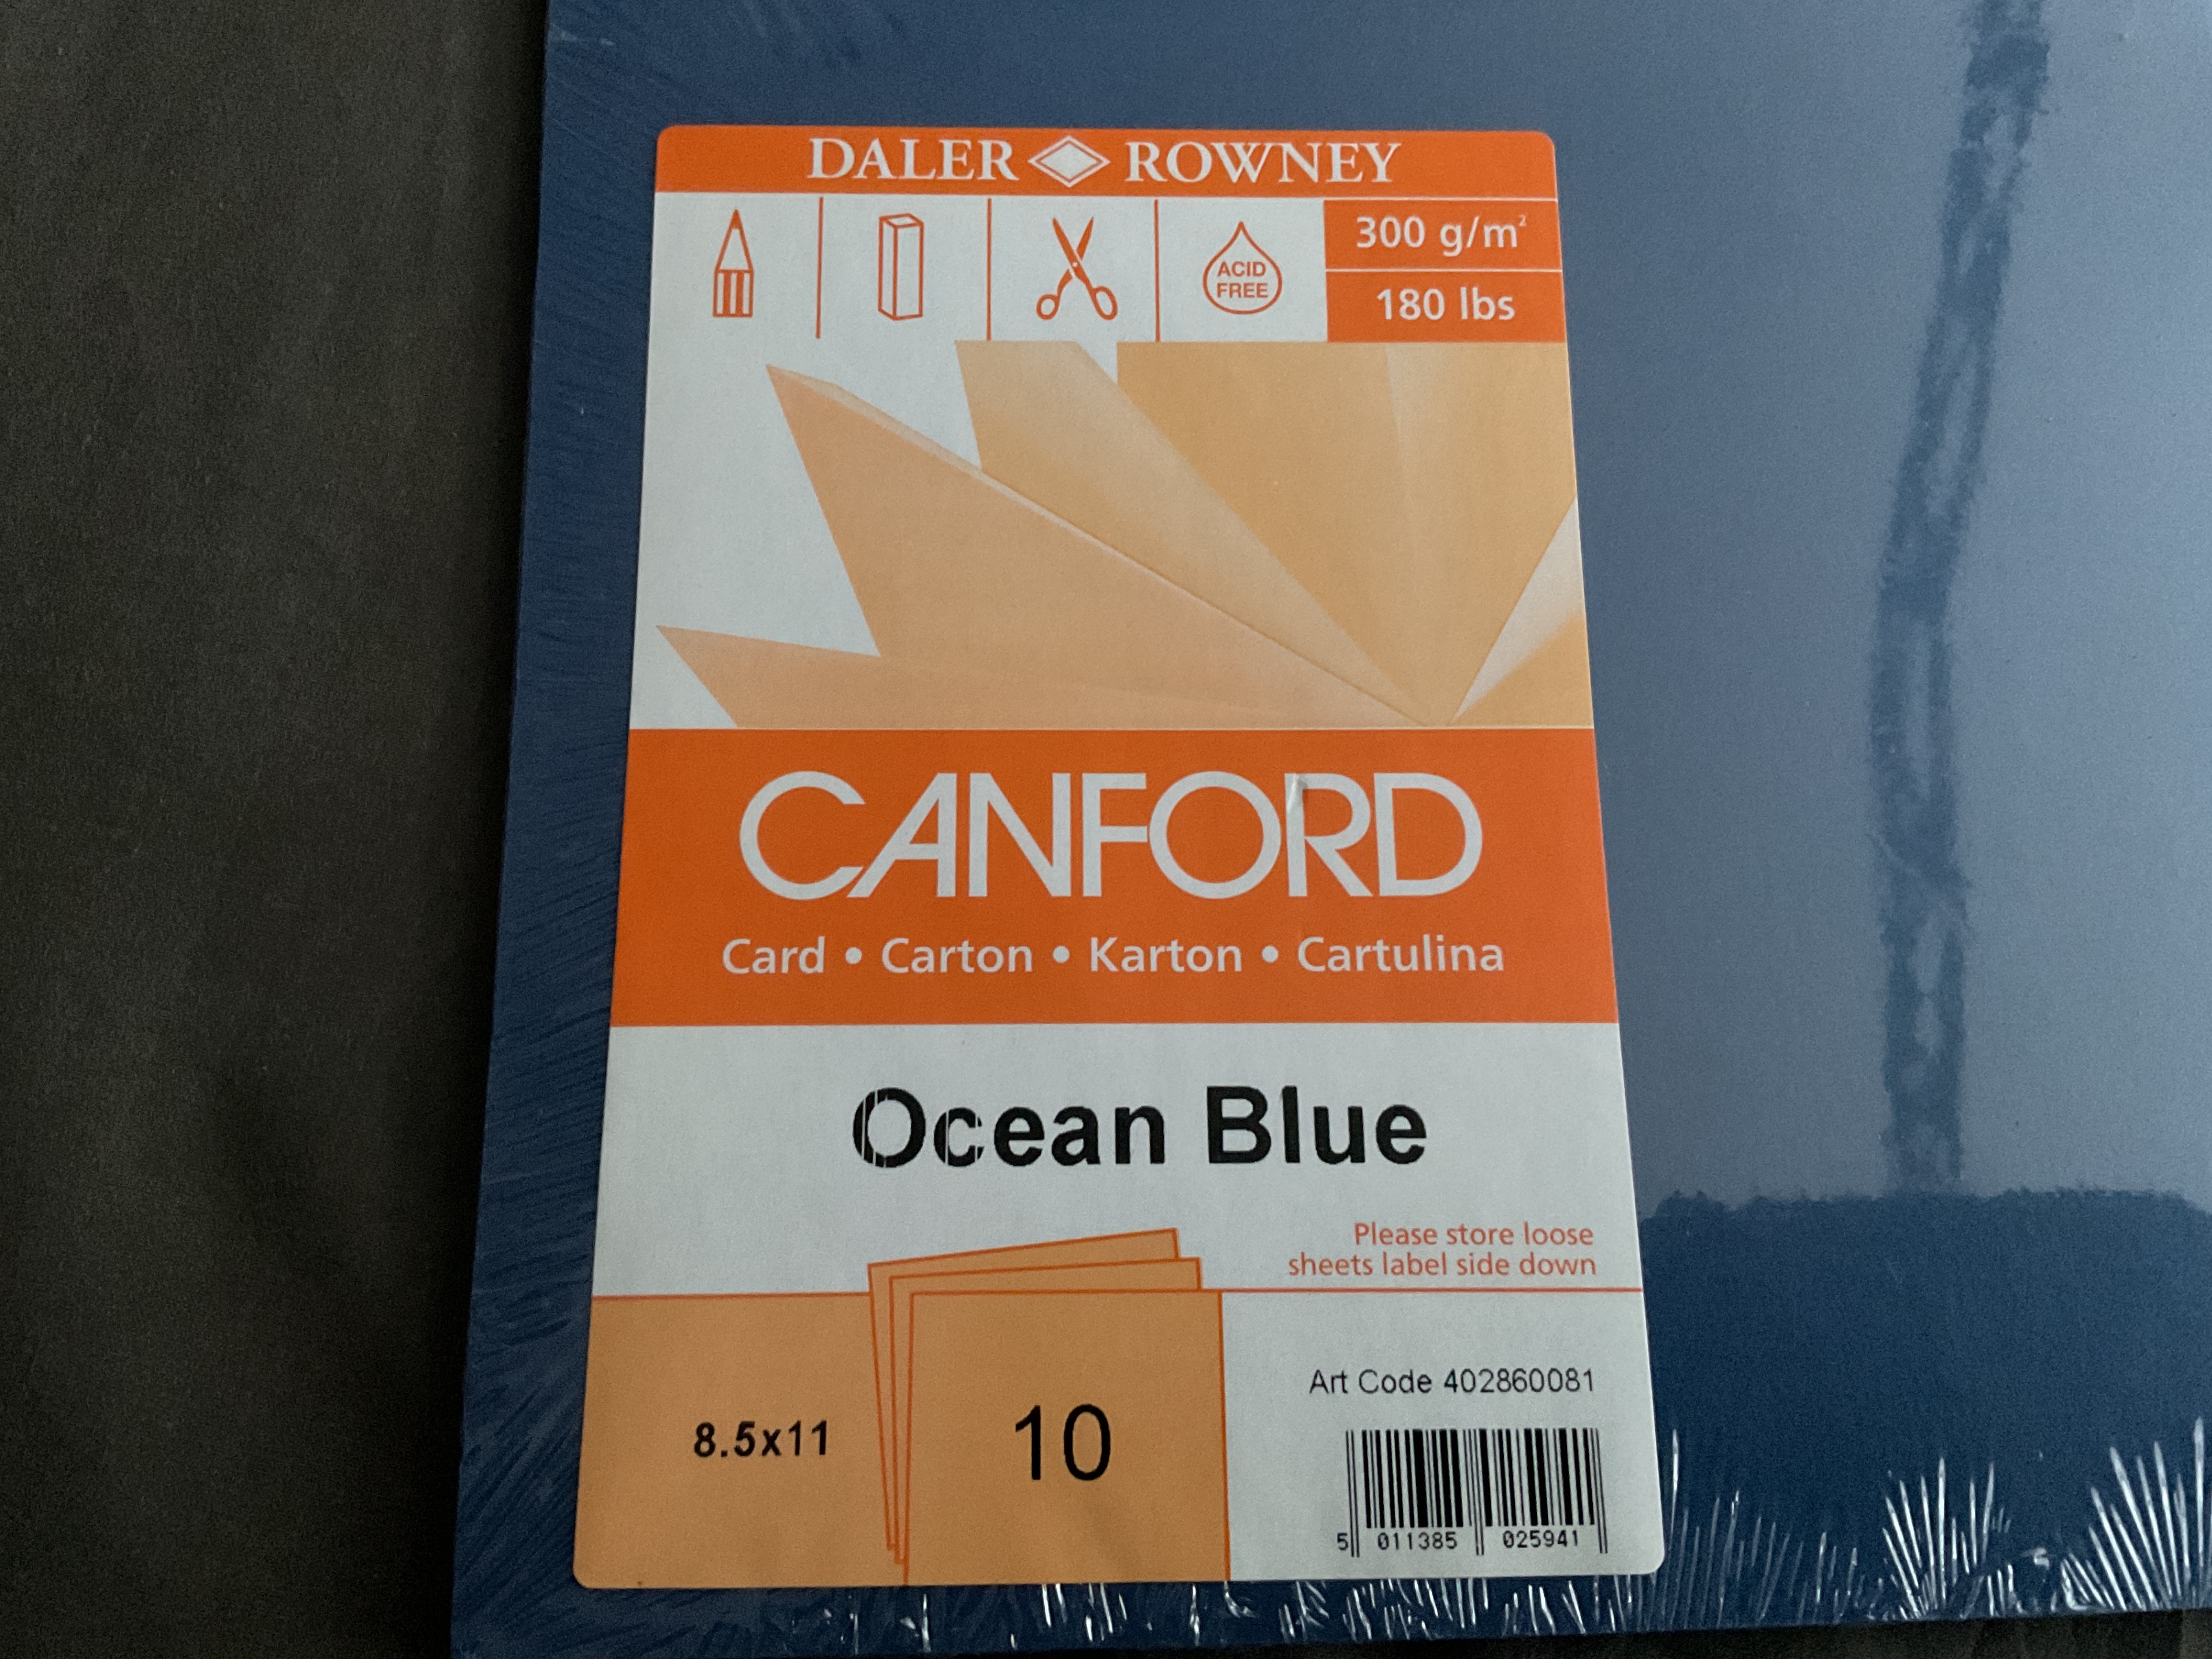 DALER ROWNEY
ACID
FREE
300 g/m²
180 lbs
CANFORD
Card • Carton • Karton • Cartulina
Ocean Blue
Please store loose
sheets label side down
Art Code 402860081
8.5x11
10
5 011385 025941